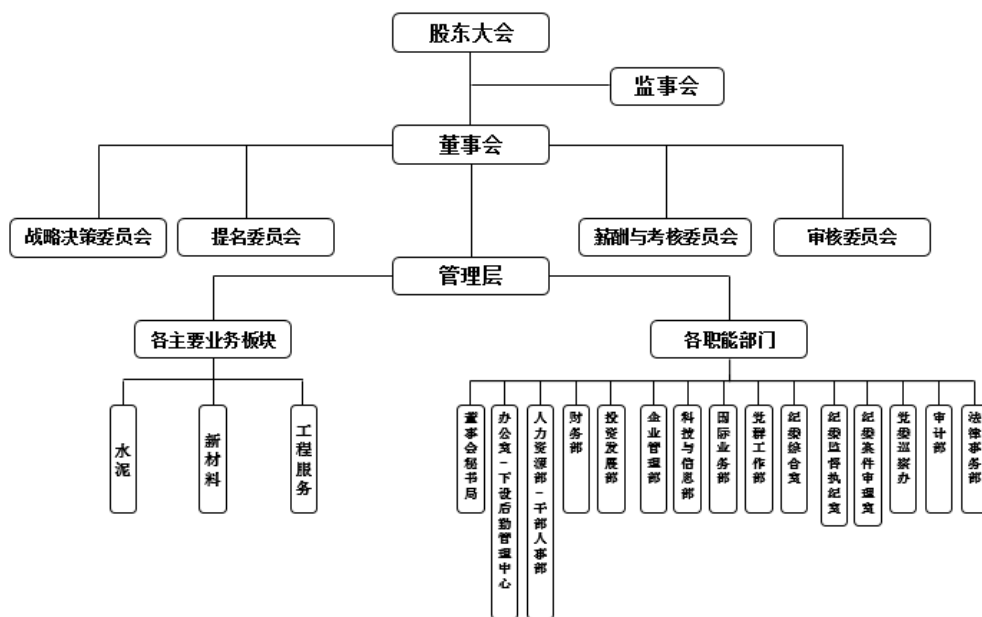 股东大会
监事会
董事会
战略决策委员会
提名委员会
薪酬与考核委员会
审核委员会
管理层
各主要业务板块
各职能部门
水泥
新材料
工程服务
董事会秘书局
办公室-下设后勤管理中心
人力资源部-干部人事部
财务部
投资发展部
企业管理部
科技与信息部
国际业务部
党群工作部
纪委综合室
纪委监督执纪室
纪委案件审理室
党委巡察办
审计部
法律事务部